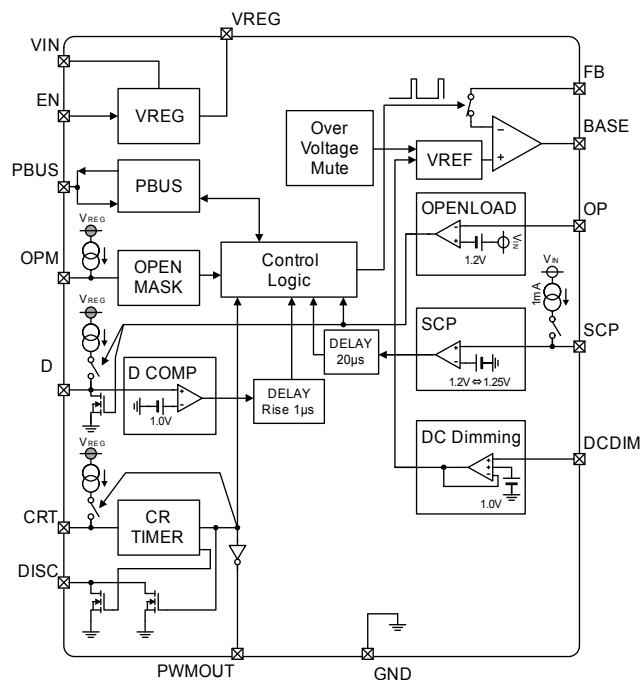 VREG
VIN
EN
VREG
PBUS
PBUS
VREG
OPM
OPEN
MASK
Control
Logic
Over
Voltage
Mute
VREF
FB
BASE
OPENLOAD
1.2V
VIN
OP
VIN
1mA
SCP
SCP
1.2V ⇔ 1.25V
DELAY
20µs
VREG
D
D COMP
1.0V
DELAY
Rise 1µs
DC Dimming
1.0V
DCDIM
VREG
CRT
CR
TIMER
DISC
PWMOUT
GND